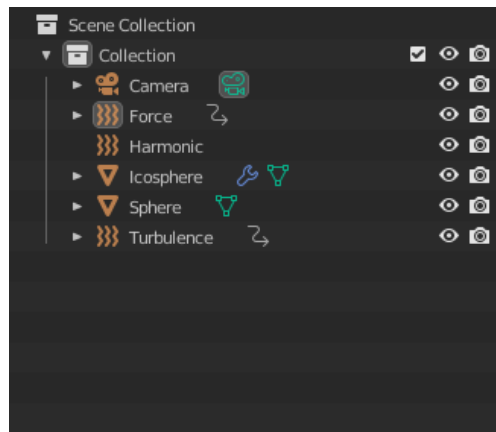 Scene Collection
Collection
Camera
Force
Harmonic
Icosphere
Sphere
Turbulence